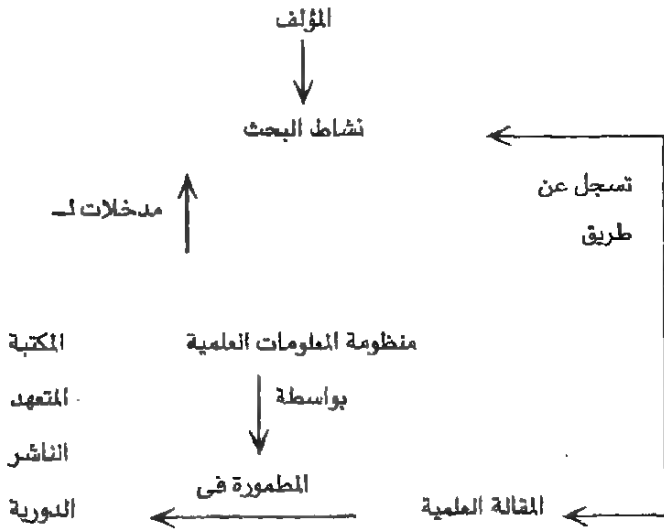 المؤلف
نشاط البحث
تسجل عن
طريق
مدخلات لـ
منظومة المعلومات العلمية
المكتبة
بواسطة
المتعهد
الناشر
المطمورة فى
المقالة العلمية
الدورية